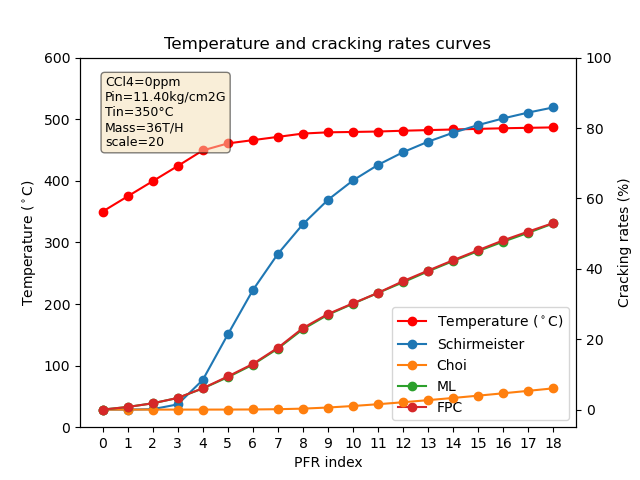 Temperature and cracking rates curves
CCl4=0ppm
Pin=11.40kg/cm2G
Tin=350°C
Mass=36T/H
scale=20
600
500
400
300
200
100
0
Temperature (°C)
100
80
60
40
20
0
Cracking rates (%)
Temperature (°C)
Schirmeister
Choi
ML
FPC
0 1 2 3 4 5 6 7 8 9 10 11 12 13 14 15 16 17 18
PFR index